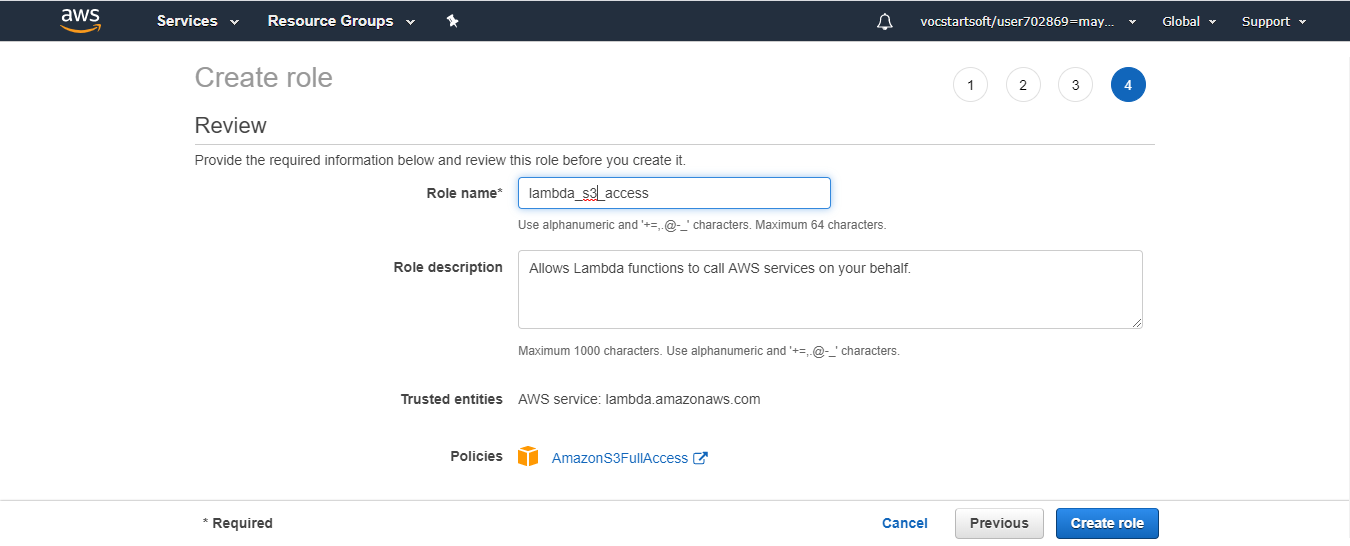 aws Services Resource Groups vocstartsoft/user702869=may... Global Support
Create role 1 2 3 4
Review
Provide the required information below and review this role before you create it.
Role name* lambda_s3_access
Use alphanumeric and '+=,.@-_' characters. Maximum 64 characters.
Role description Allows Lambda functions to call AWS services on your behalf.
Maximum 1000 characters. Use alphanumeric and '+=,.@-_' characters.
Trusted entities AWS service: lambda.amazonaws.com
Policies AmazonS3FullAccess
* Required Cancel Previous Create role